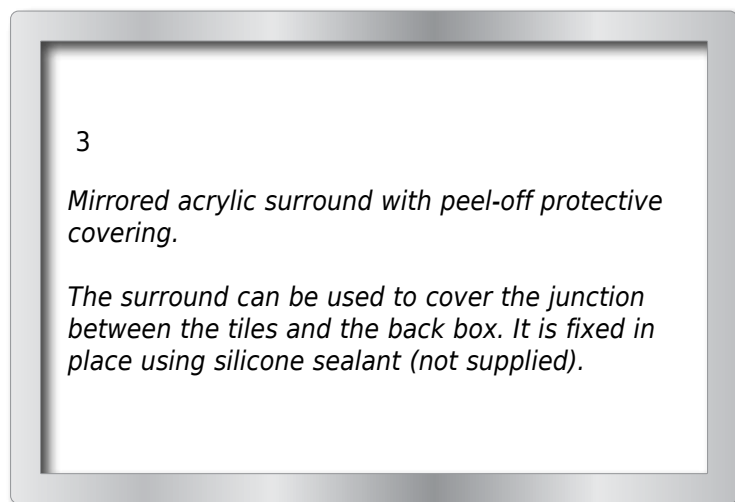 3
Mirrored acrylic surround with peel-off protective
covering.
The surround can be used to cover the junction
between the tiles and the back box. It is fixed in
place using silicone sealant (not supplied).